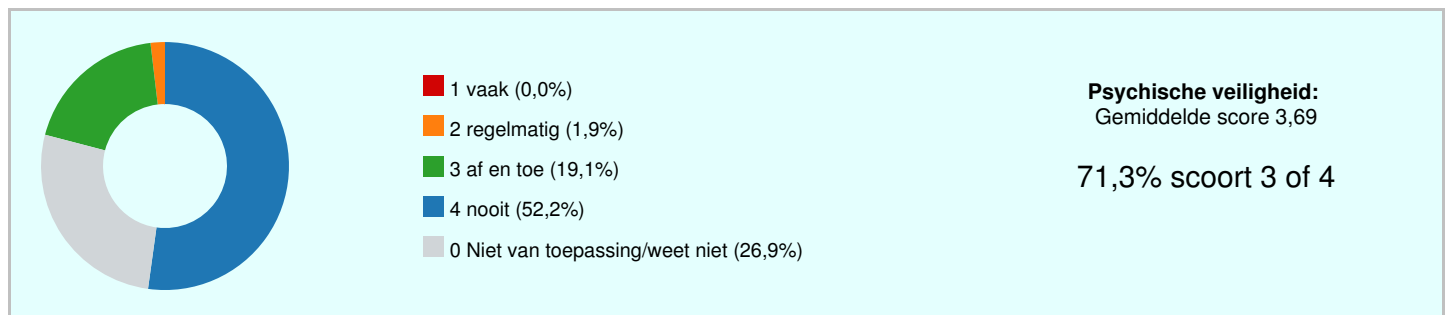 1 vaak (0,0%)
2 regelmatig (1,9%)
3 af en toe (19,1%)
4 nooit (52,2%)
0 Niet van toepassing/weet niet (26,9%)
Psychische veiligheid:
Gemiddelde score 3,69
71,3% scoort 3 of 4